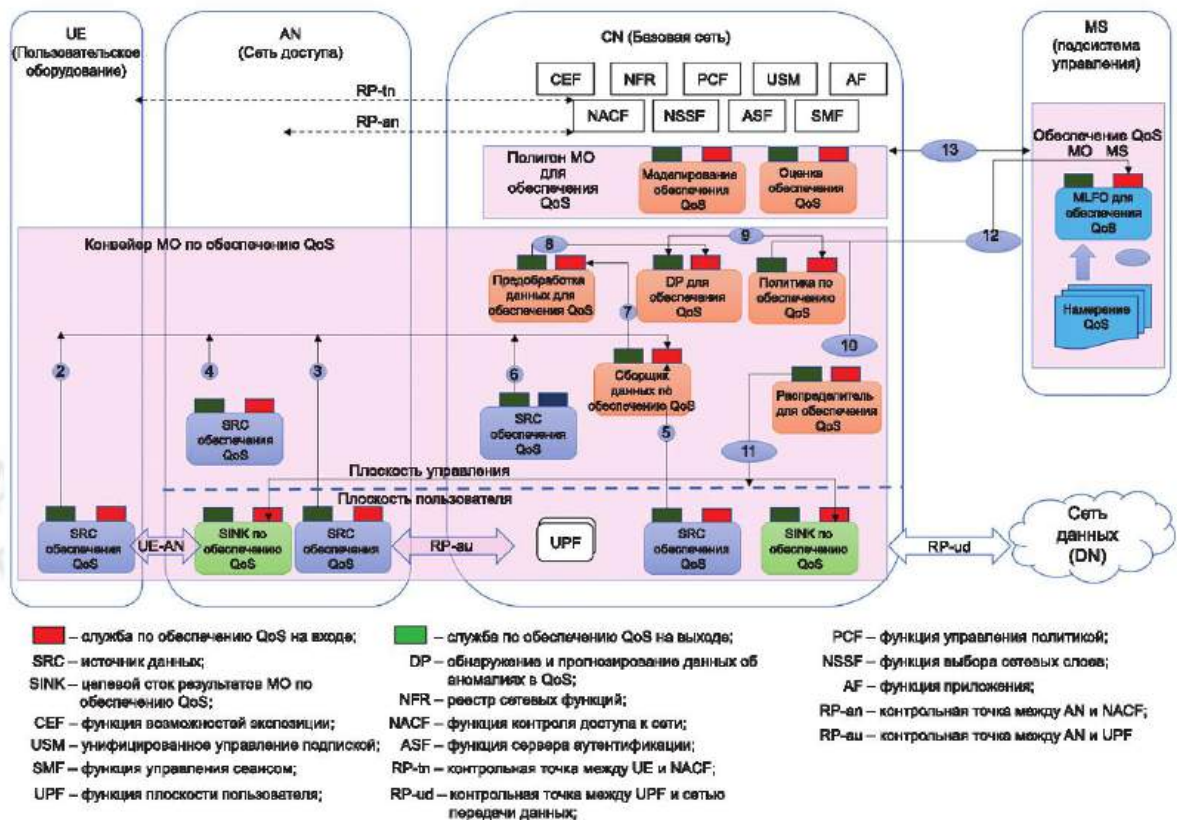 UE
(Пользовательское
оборудование)
AN
(Сеть доступа)
CN (Базовая сеть)
MS
(подсистема
управления)
CEF
NFR
PCF
USM
AF
NACF
NSSF
ASF
SMF
RP-tn
RP-an
Полигон МО
для
обеспечения
QoS
Моделирование
обеспечения
QoS
Оценка
обеспечения
QoS
13
Обеспечение QoS
МО MS
MLFO для
обеспечения
QoS
Намерение
QoS
Конвейер МО по обеспечению QoS
8
9
12
Предобработка
данных для
обеспечения QoS
DP для
обеспечения
QoS
Политика по
обеспечению
QoS
7
10
2
4
3
6
Сборщик
данных по
обеспечению QoS
Распределитель
для обеспечения
QoS
SRC
обеспечения
QoS
SRC
обеспечения
QoS
5
11
Плоскость управления
Плоскость пользователя
SRC
обеспечения
QoS
UE-AN
SINK по
обеспечению
QoS
SRC
обеспечения
QoS
RP-au
UPF
SRC
обеспечения
QoS
SINK по
обеспечению
QoS
RP-ud
Сеть
данных
(DN)
– служба по обеспечению QoS на входе;
SRC – источник данных;
SINK – целевой сток результатов МО по
обеспечению QoS;
CEF – функция возможностей экспозиции;
USM – унифицированное управление подпиской;
SMF – функция управления сеансом;
UPF – функция плоскости пользователя;
– служба по обеспечению QoS на выходе;
DP – обнаружение и прогнозирование данных об
аномалиях в QoS;
NFR – реестр сетевых функций;
NACF – функция контроля доступа к сети;
ASF – функция сервера аутентификации;
RP-tn – контрольная точка между UE и NACF;
RP-ud – контрольная точка между UPF и сетью
передачи данных;
PCF – функция управления политикой;
NSSF – функция выбора сетевых слоев;
AF – функция приложения;
RP-an – контрольная точка между AN и NACF;
RP-au – контрольная точка между AN и UPF